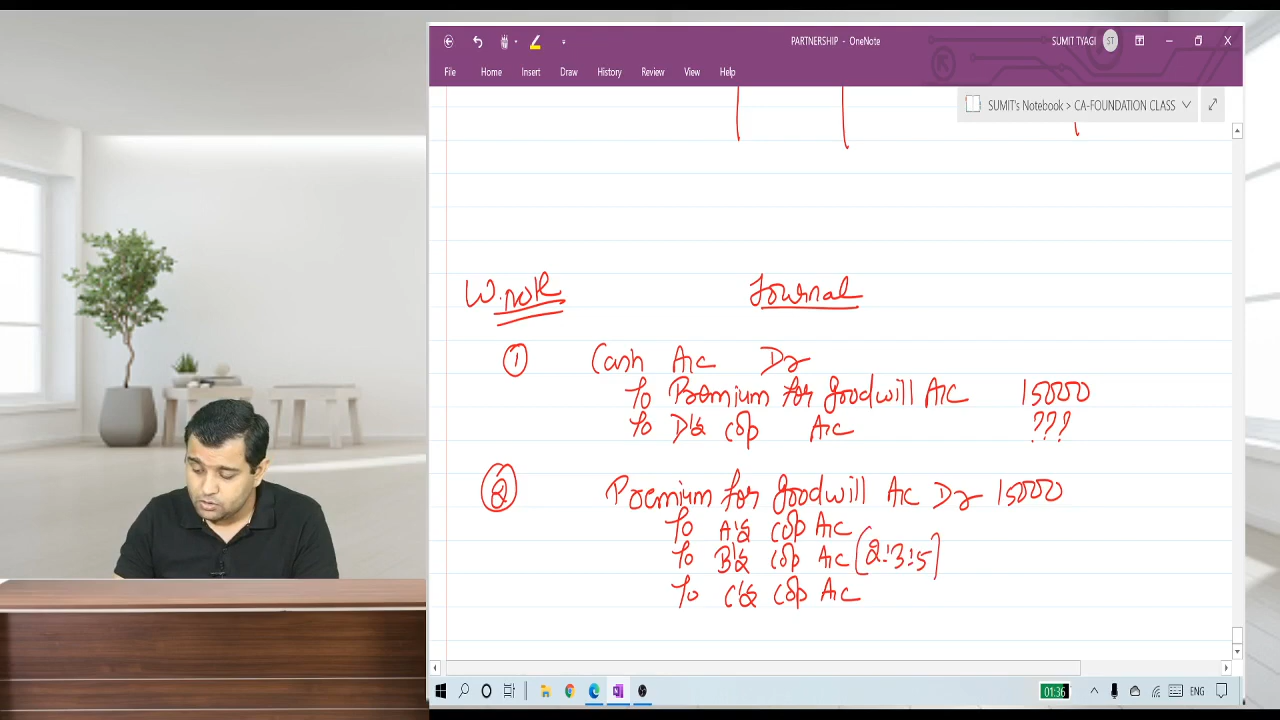 PARTNERSHIP - OneNote
SUMIT TYAGI ST
File Home Insert Draw History Review View Help
SUMIT's Notebook > CA-FOUNDATION CLASS
W.note Journal
① Cash A/c Dr
To Premium for goodwill A/c 15000
To D's cap A/c ???
② Premium for goodwill A/c Dr 15000
To A's cap A/c
To B's cap A/c (2:3:5)
To C's cap A/c
01:36 ENG